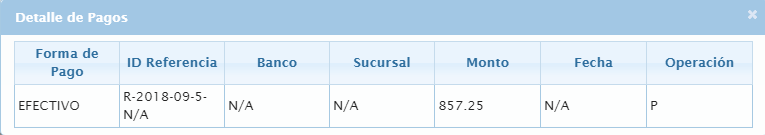 Detalle de Pagos
Forma de Pago ID Referencia Banco Sucursal Monto Fecha Operación
EFECTIVO R-2018-09-5-N/A N/A N/A 857.25 N/A P